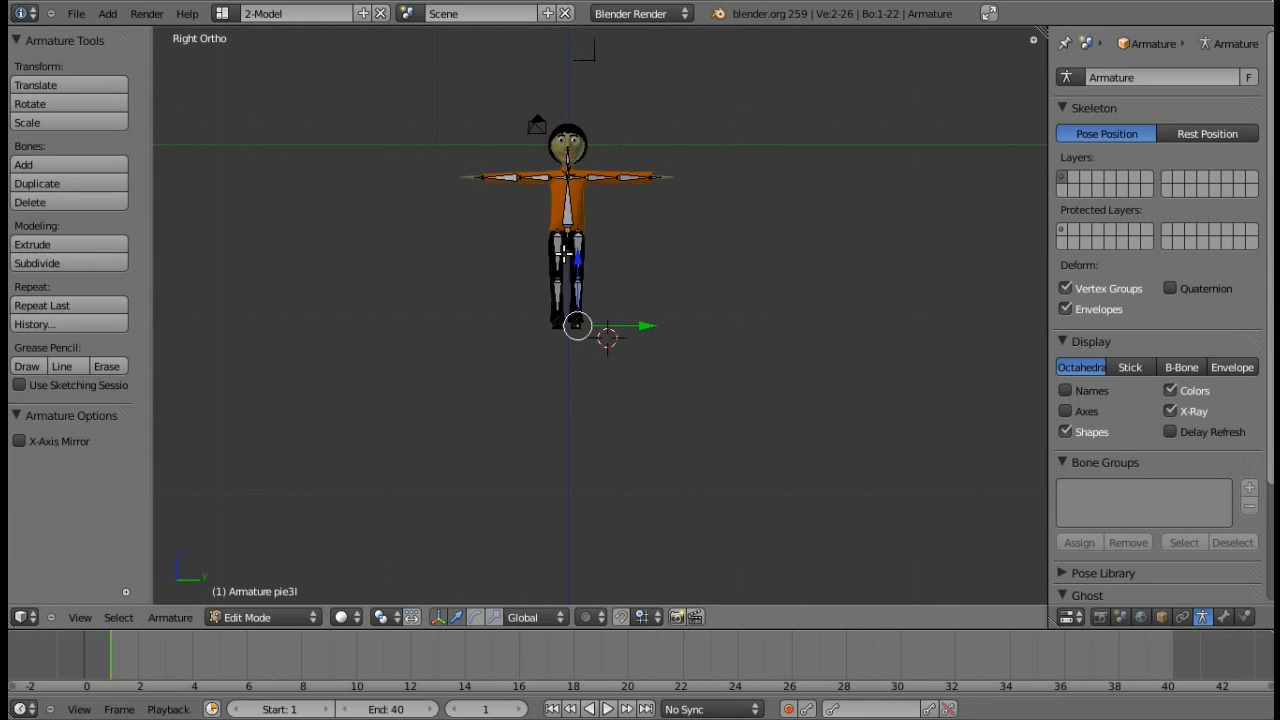 File Add Render Help 2-Model Scene Blender Render blender.org 259 | Ve:2-26 | Bo:1-22 | Armature
Armature Tools
Transform:
Translate
Rotate
Scale
Bones:
Add
Duplicate
Delete
Modeling:
Extrude
Subdivide
Repeat:
Repeat Last
History...
Grease Pencil:
Draw Line Erase
Use Sketching Sessio
Armature Options
X-Axis Mirror
Right Ortho
y
(1) Armature pie3l
Armature Armature
Armature F
Skeleton
Pose Position Rest Position
Layers:
Protected Layers:
Deform:
Vertex Groups Quaternion
Envelopes
Display
Octahedra Stick B-Bone Envelope
Names Colors
Axes X-Ray
Shapes Delay Refresh
Bone Groups
Assign Remove Select Deselect
Pose Library
Ghost
View Select Armature Edit Mode Global
-2 0 2 4 6 8 10 12 14 16 18 20 22 24 26 28 30 32 34 36 38 40 42
View Frame Playback Start: 1 End: 40 1 No Sync